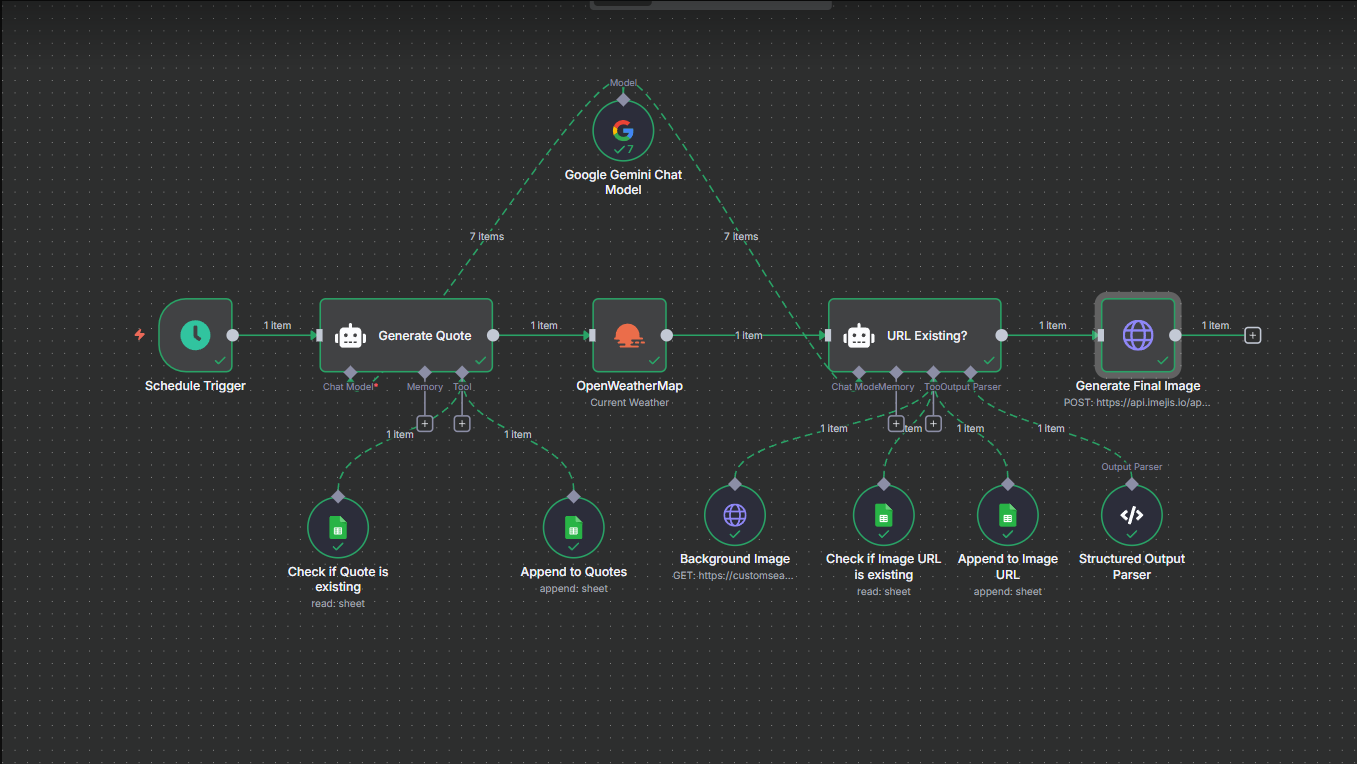 Model
7
Google Gemini Chat
Model
7 items
7 items
1 item
Generate Quote
1 item
1 item
URL Existing?
1 item
1 item
Schedule Trigger
Chat Model*
Memory
Tool
OpenWeatherMap
Current Weather
Chat Mode
Memory
Too
Output Parser
Generate Final Image
POST: https://api.imejis.io/ap...
1 item
1 item
1 item
item
1 item
1 item
Output Parser
Check if Quote is
existing
read: sheet
Append to Quotes
append: sheet
Background Image
GET: https://customsea...
Check if Image URL
is existing
read: sheet
Append to Image
URL
append: sheet
Structured Output
Parser